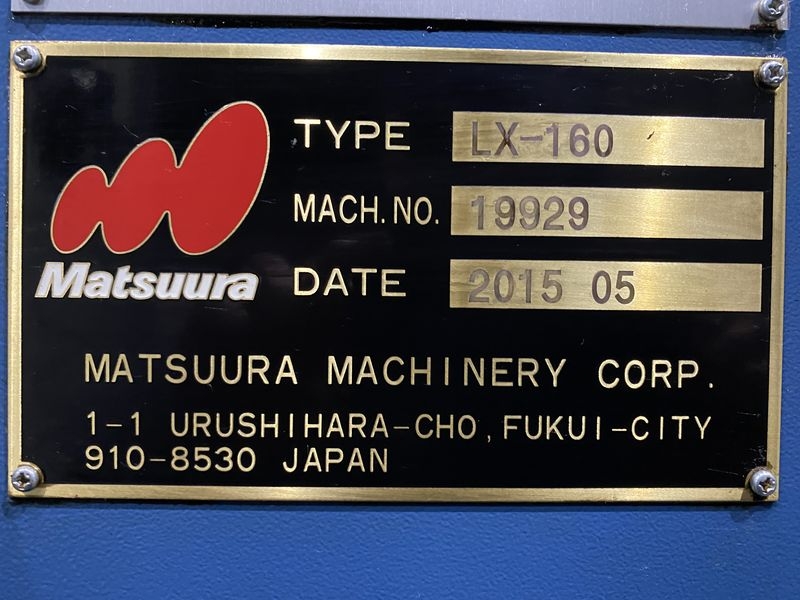 TYPE LX-160
MACH.NO. 19929
Matsuura
DATE 2015 05
MATSUURA MACHINERY CORP.
1-1 URUSHIHARA-CHO, FUKUI-CITY
910-8530 JAPAN